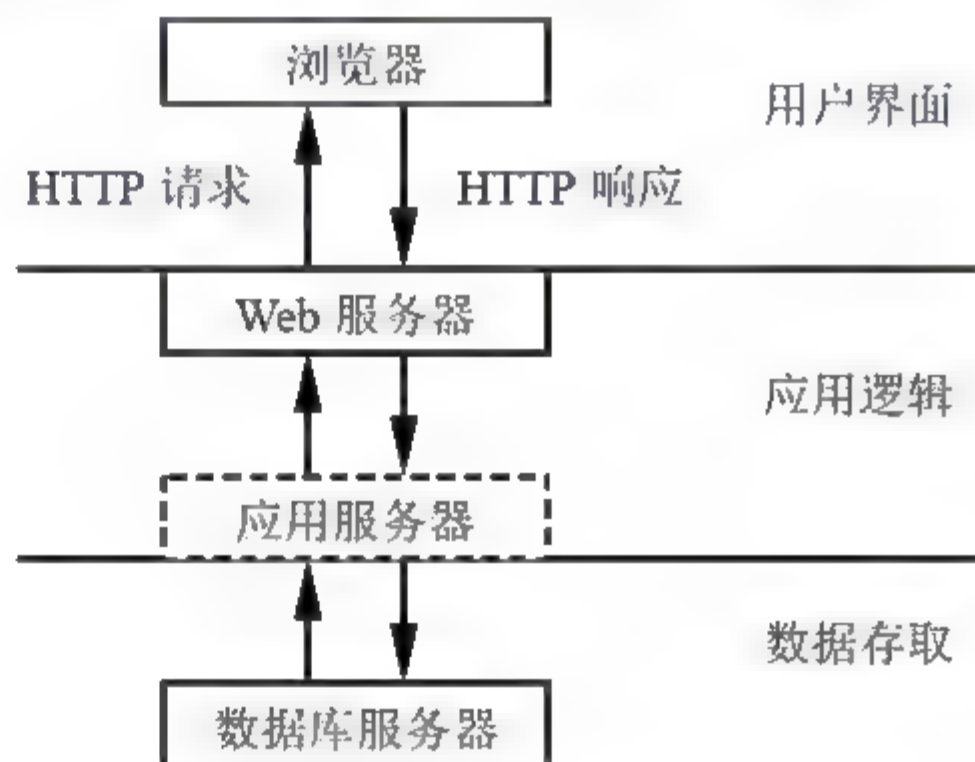 浏览器
用户界面
HTTP 请求
HTTP 响应
Web 服务器
应用逻辑
应用服务器
数据存取
数据库服务器